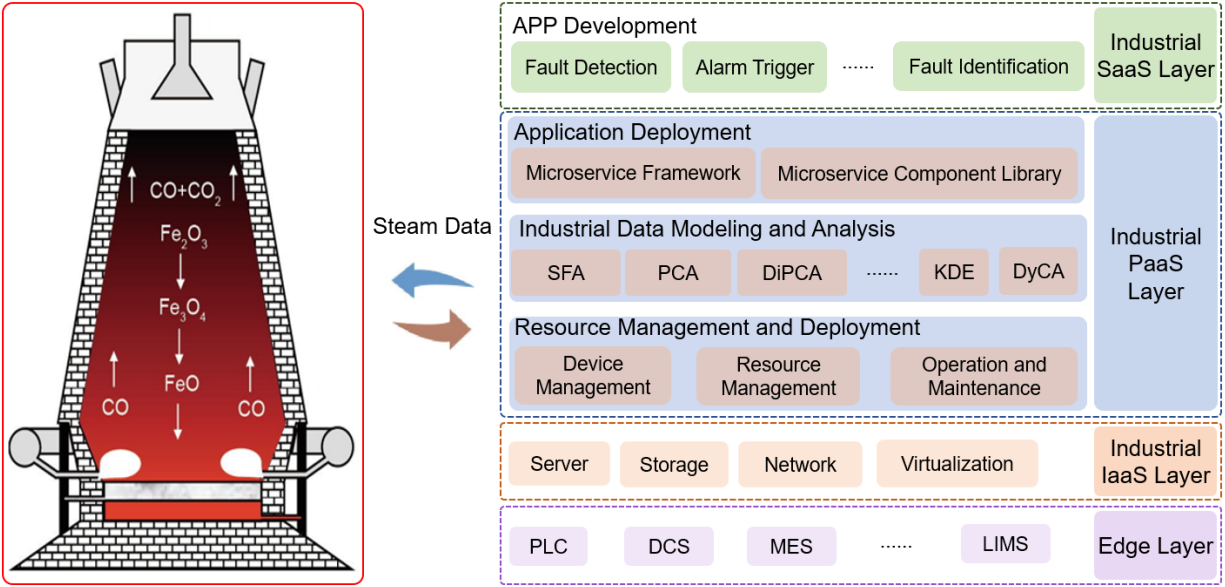 CO+CO₂
Fe₂O₃
Fe₃O₄
FeO
CO
CO
Steam Data
APP Development
Fault Detection
Alarm Trigger
······
Fault Identification
Industrial
SaaS Layer
Application Deployment
Microservice Framework
Microservice Component Library
Industrial Data Modeling and Analysis
SFA
PCA
DiPCA
······
KDE
DyCA
Resource Management and Deployment
Device
Management
Resource
Management
Operation and
Maintenance
Industrial
PaaS
Layer
Server
Storage
Network
Virtualization
Industrial
IaaS Layer
PLC
DCS
MES
······
LIMS
Edge Layer